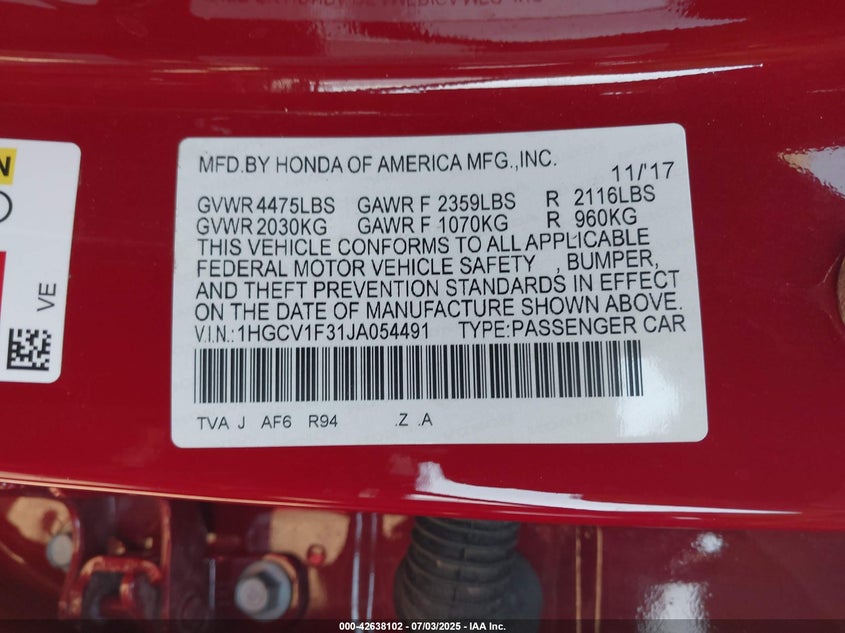 MFD.BY HONDA OF AMERICA MFG.,INC.
11/'17
GVWR 4475LBS GAWR F 2359LBS R 2116LBS
GVWR 2030KG GAWR F 1070KG R 960KG
THIS VEHICLE CONFORMS TO ALL APPLICABLE
FEDERAL MOTOR VEHICLE SAFETY , BUMPER,
AND THEFT PREVENTION STANDARDS IN EFFECT
ON THE DATE OF MANUFACTURE SHOWN ABOVE.
V.I.N.:1HGCV1F31JA054491 TYPE:PASSENGER CAR
TVA J AF6 R94 .Z .A
N
VE
000-42638102 - 07/03/2025 - IAA Inc.